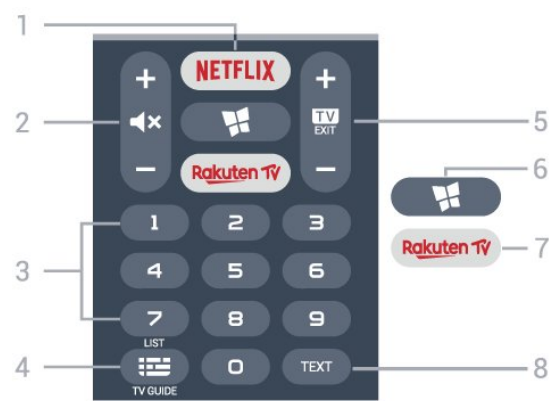 1
NETFLIX
+ +
2
TV
EXIT
5
- -
6
Rakuten TV
1 2 3
Rakuten TV 7
3
4 5 6
7 8 9
LIST
4
0 TEXT
8
TV GUIDE